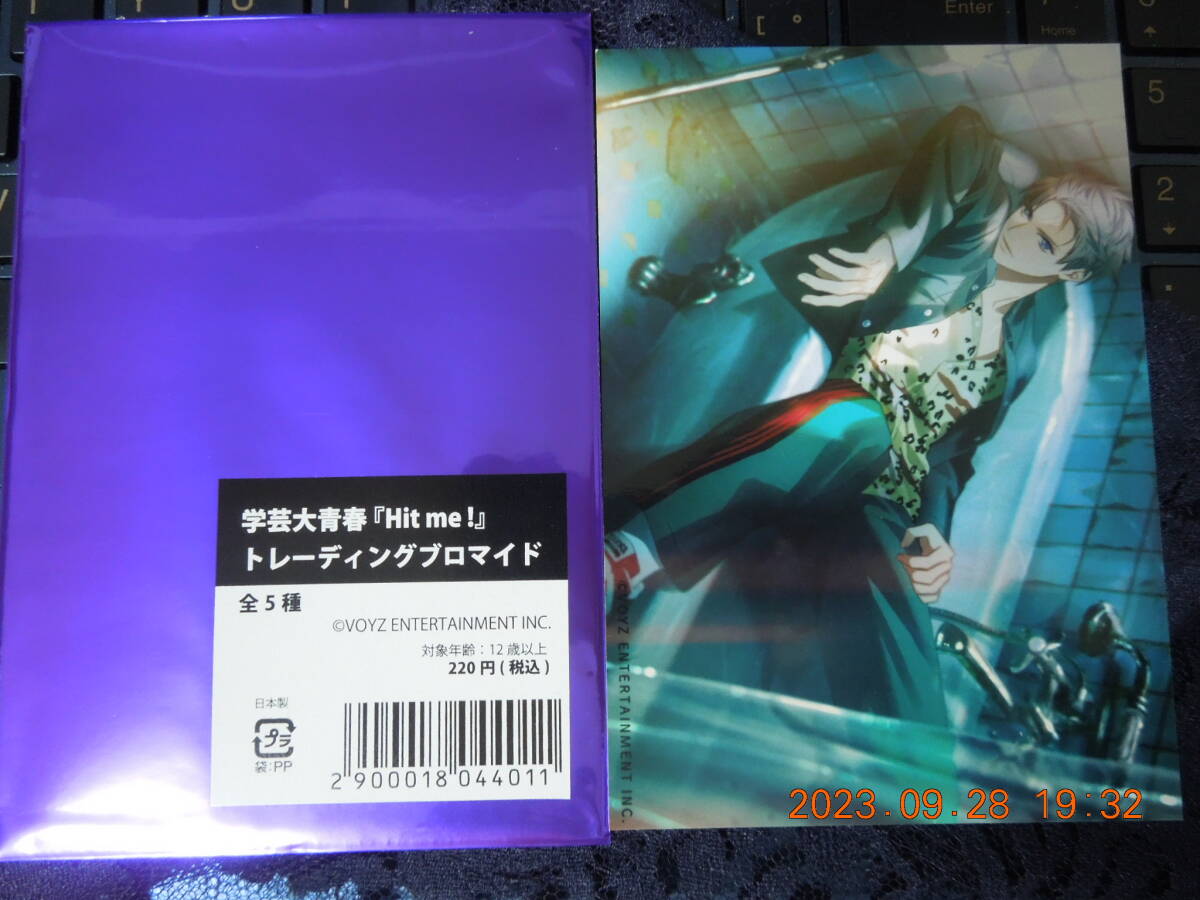 Enter
Home
5
2
学芸大青春『Hit me!』
トレーディングブロマイド
全5種
©VOYZ ENTERTAINMENT INC.
対象年齢：12歳以上
220円(税込)
日本製
プラ
袋:PP
2900018044011
©VOYZ ENTERTAINMENT INC.
2023.09.28 19:32